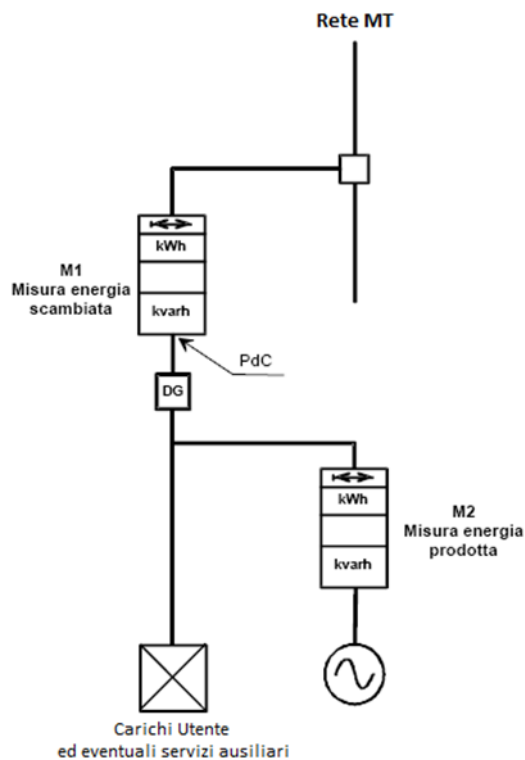 Rete MT
kWh
M1
Misura energia
scambiata
kvarh
PdC
DG
kWh
M2
Misura energia
prodotta
kvarh
Carichi Utente
ed eventuali servizi ausiliari